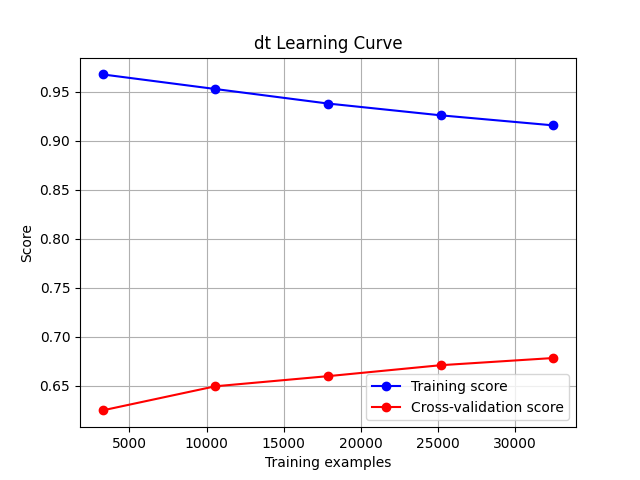 dt Learning Curve
0.95
0.90
0.85
0.80
0.75
0.70
0.65
Score
Training score
Cross-validation score
5000 10000 15000 20000 25000 30000
Training examples